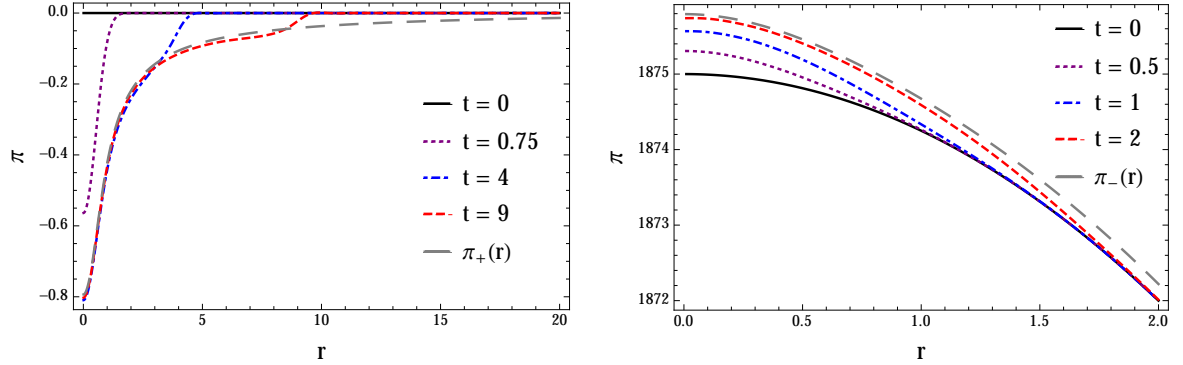 0.0
−0.2
−0.4
−0.6
−0.8
π
0
5
10
15
20
r
t = 0
t = 0.75
t = 4
t = 9
π+(r)
1875
1874
1873
1872
π
0.0
0.5
1.0
1.5
2.0
r
t = 0
t = 0.5
t = 1
t = 2
π−(r)